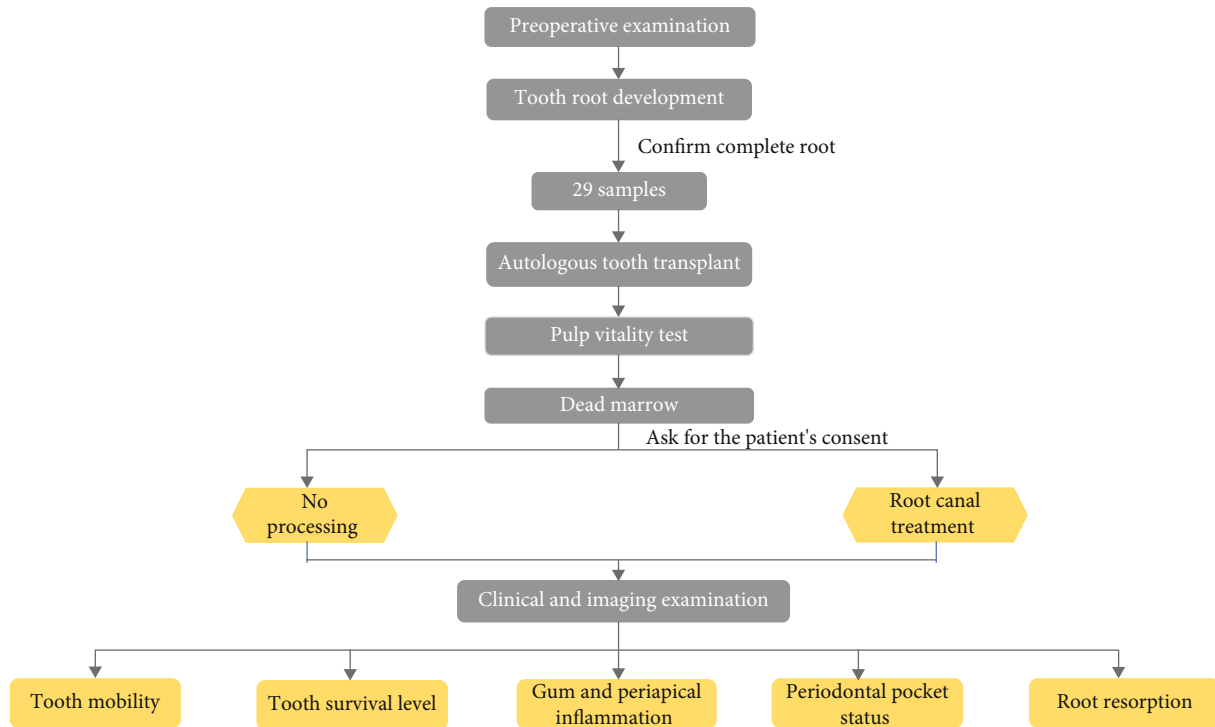 Preoperative examination
Tooth root development
Confirm complete root
29 samples
Autologous tooth transplant
Pulp vitality test
Dead marrow
Ask for the patient's consent
No
processing
Root canal
treatment
Clinical and imaging examination
Tooth mobility
Tooth survival level
Gum and periapical
inflammation
Periodontal pocket
status
Root resorption